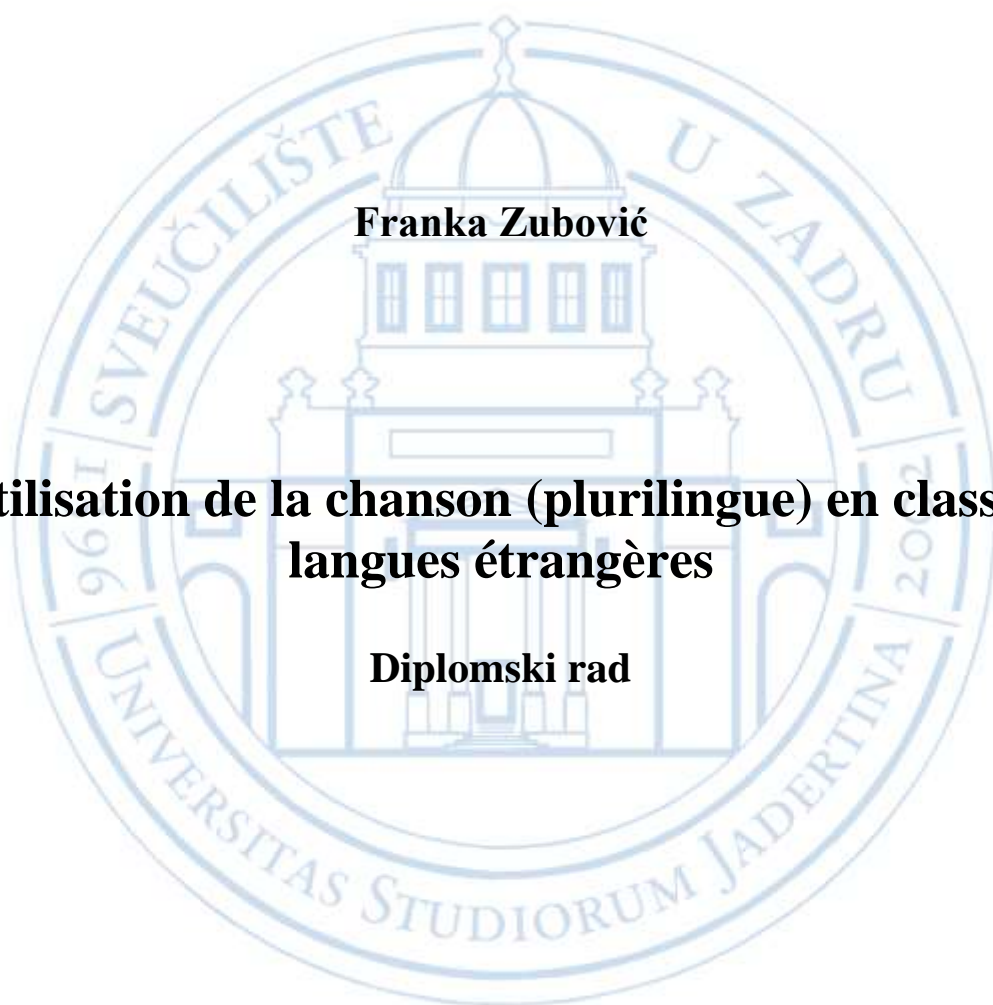 SVEUČILIŠTE U ZADRU
Franka Zubović
1396 2002
tilisation de la chanson (plurilingue) en class
langues étrangères
Diplomski rad
UNIVERSITAS STUDIORUM JADERTINA